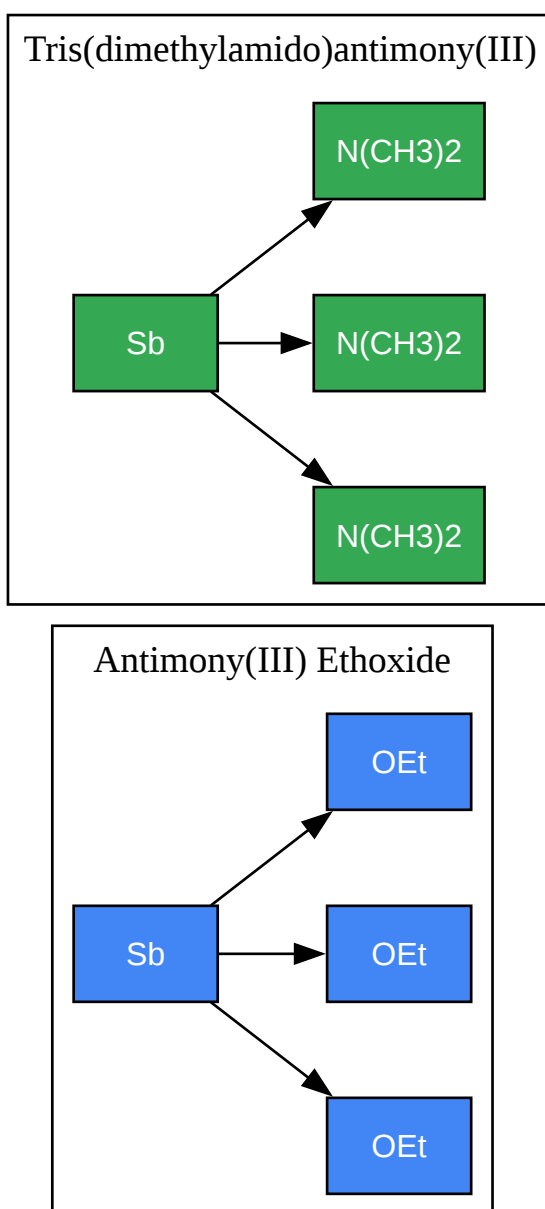 Tris(dimethylamido)antimony(III)
N(CH3)2
Sb
N(CH3)2
N(CH3)2
Antimony(III) Ethoxide
OEt
Sb
OEt
OEt